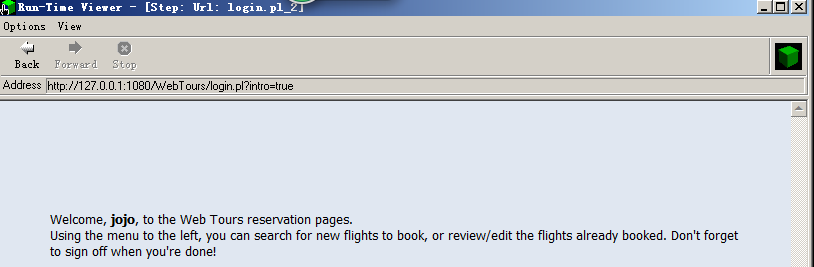 Run-Time Viewer - [Step: Url: login.pl_2]
Options View
Back Forward Stop
Address http://127.0.0.1:1080/WebTours/login.pl?intro=true
Welcome, jojo, to the Web Tours reservation pages.
Using the menu to the left, you can search for new flights to book, or review/edit the flights already booked. Don't forget
to sign off when you're done!